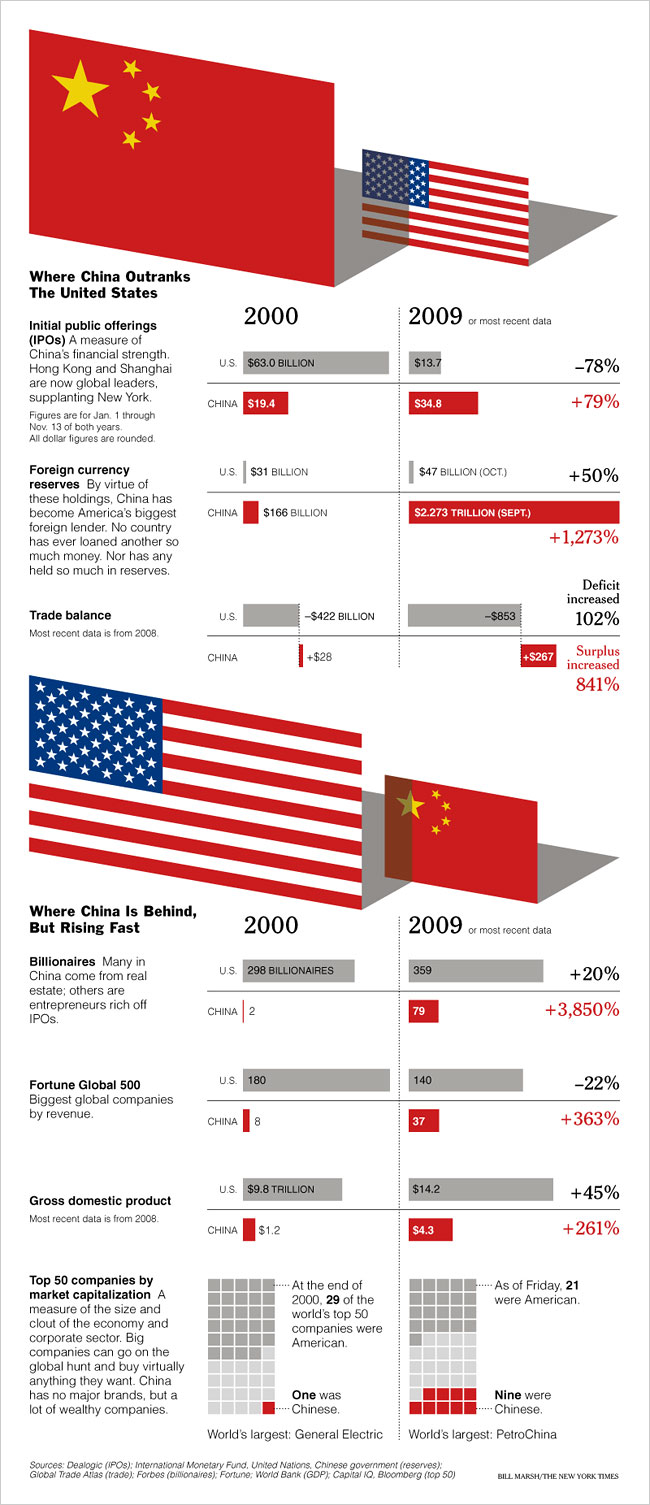 Where China Outranks
The United States
2000
2009 or most recent data
Initial public offerings
(IPOs) A measure of
China's financial strength.
Hong Kong and Shanghai
are now global leaders,
supplanting New York.
Figures are for Jan. 1 through
Nov. 13 of both years.
All dollar figures are rounded.
U.S. $63.0 BILLION $13.7 –78%
CHINA $19.4 $34.8 +79%
Foreign currency
reserves By virtue of
these holdings, China has
become America's biggest
foreign lender. No country
has ever loaned another so
much money. Nor has any
held so much in reserves.
U.S. $31 BILLION $47 BILLION (OCT.) +50%
CHINA $166 BILLION $2.273 TRILLION (SEPT.)
+1,273%
Trade balance
Most recent data is from 2008.
Deficit
increased
U.S. –$422 BILLION –$853 102%
CHINA +$28 +$267 Surplus
increased
841%
Where China Is Behind,
But Rising Fast
2000
2009 or most recent data
Billionaires Many in
China come from real
estate; others are
entrepreneurs rich off
IPOs.
U.S. 298 BILLIONAIRES 359 +20%
CHINA 2 79 +3,850%
Fortune Global 500
Biggest global companies
by revenue.
U.S. 180 140 –22%
CHINA 8 37 +363%
Gross domestic product
Most recent data is from 2008.
U.S. $9.8 TRILLION $14.2 +45%
CHINA $1.2 $4.3 +261%
Top 50 companies by
market capitalization A
measure of the size and
clout of the economy and
corporate sector. Big
companies can go on the
global hunt and buy virtually
anything they want. China
has no major brands, but a
lot of wealthy companies.
At the end of
2000, 29 of the
world's top 50
companies were
American.
One was
Chinese.
World's largest: General Electric
As of Friday, 21
were American.
Nine were
Chinese.
World's largest: PetroChina
Sources: Dealogic (IPOs); International Monetary Fund, United Nations, Chinese government (reserves);
Global Trade Atlas (trade); Forbes (billionaires); Fortune; World Bank (GDP); Capital IQ, Bloomberg (top 50)
BILL MARSH/THE NEW YORK TIMES